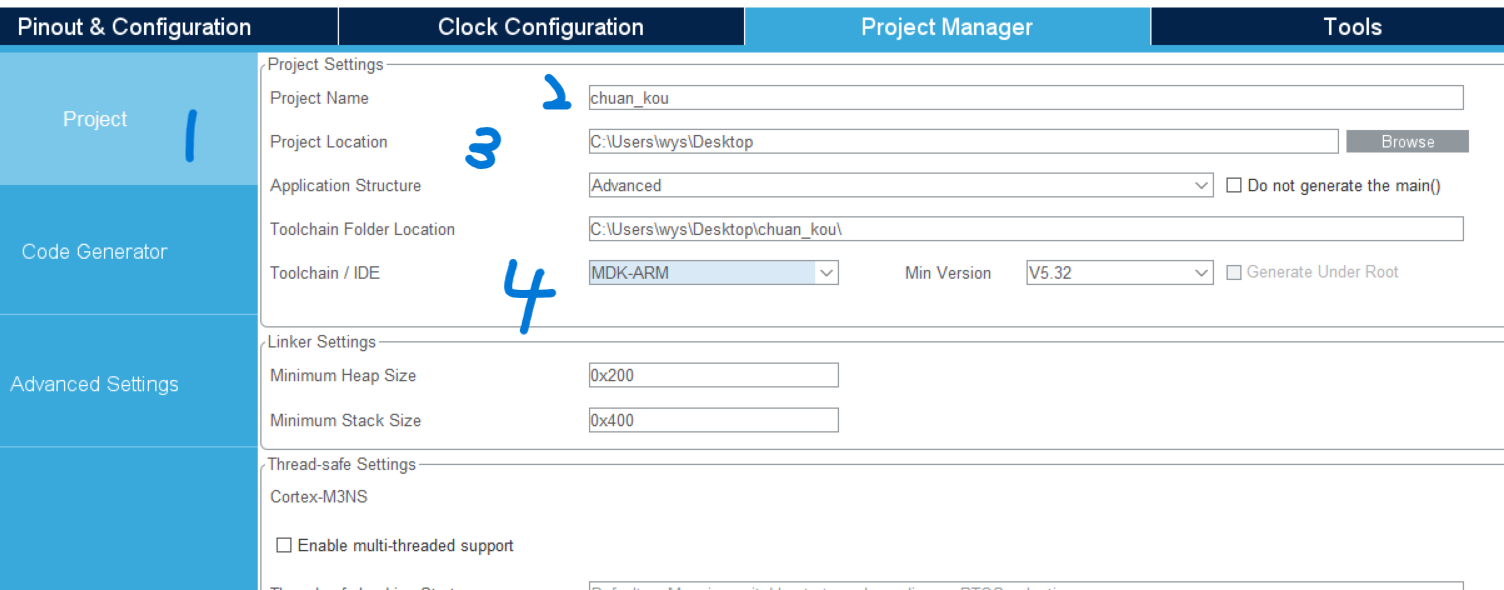 Pinout & Configuration Clock Configuration Project Manager Tools
Project Settings
Project 1
Project Name 2 chuan_kou
Project Location 3 C:\Users\wys\Desktop Browse
Application Structure Advanced Do not generate the main()
Code Generator
Toolchain Folder Location C:\Users\wys\Desktop\chuan_kou\
Toolchain / IDE 4 MDK-ARM Min Version V5.32 Generate Under Root
Linker Settings
Advanced Settings
Minimum Heap Size 0x200
Minimum Stack Size 0x400
Thread-safe Settings
Cortex-M3NS
Enable multi-threaded support